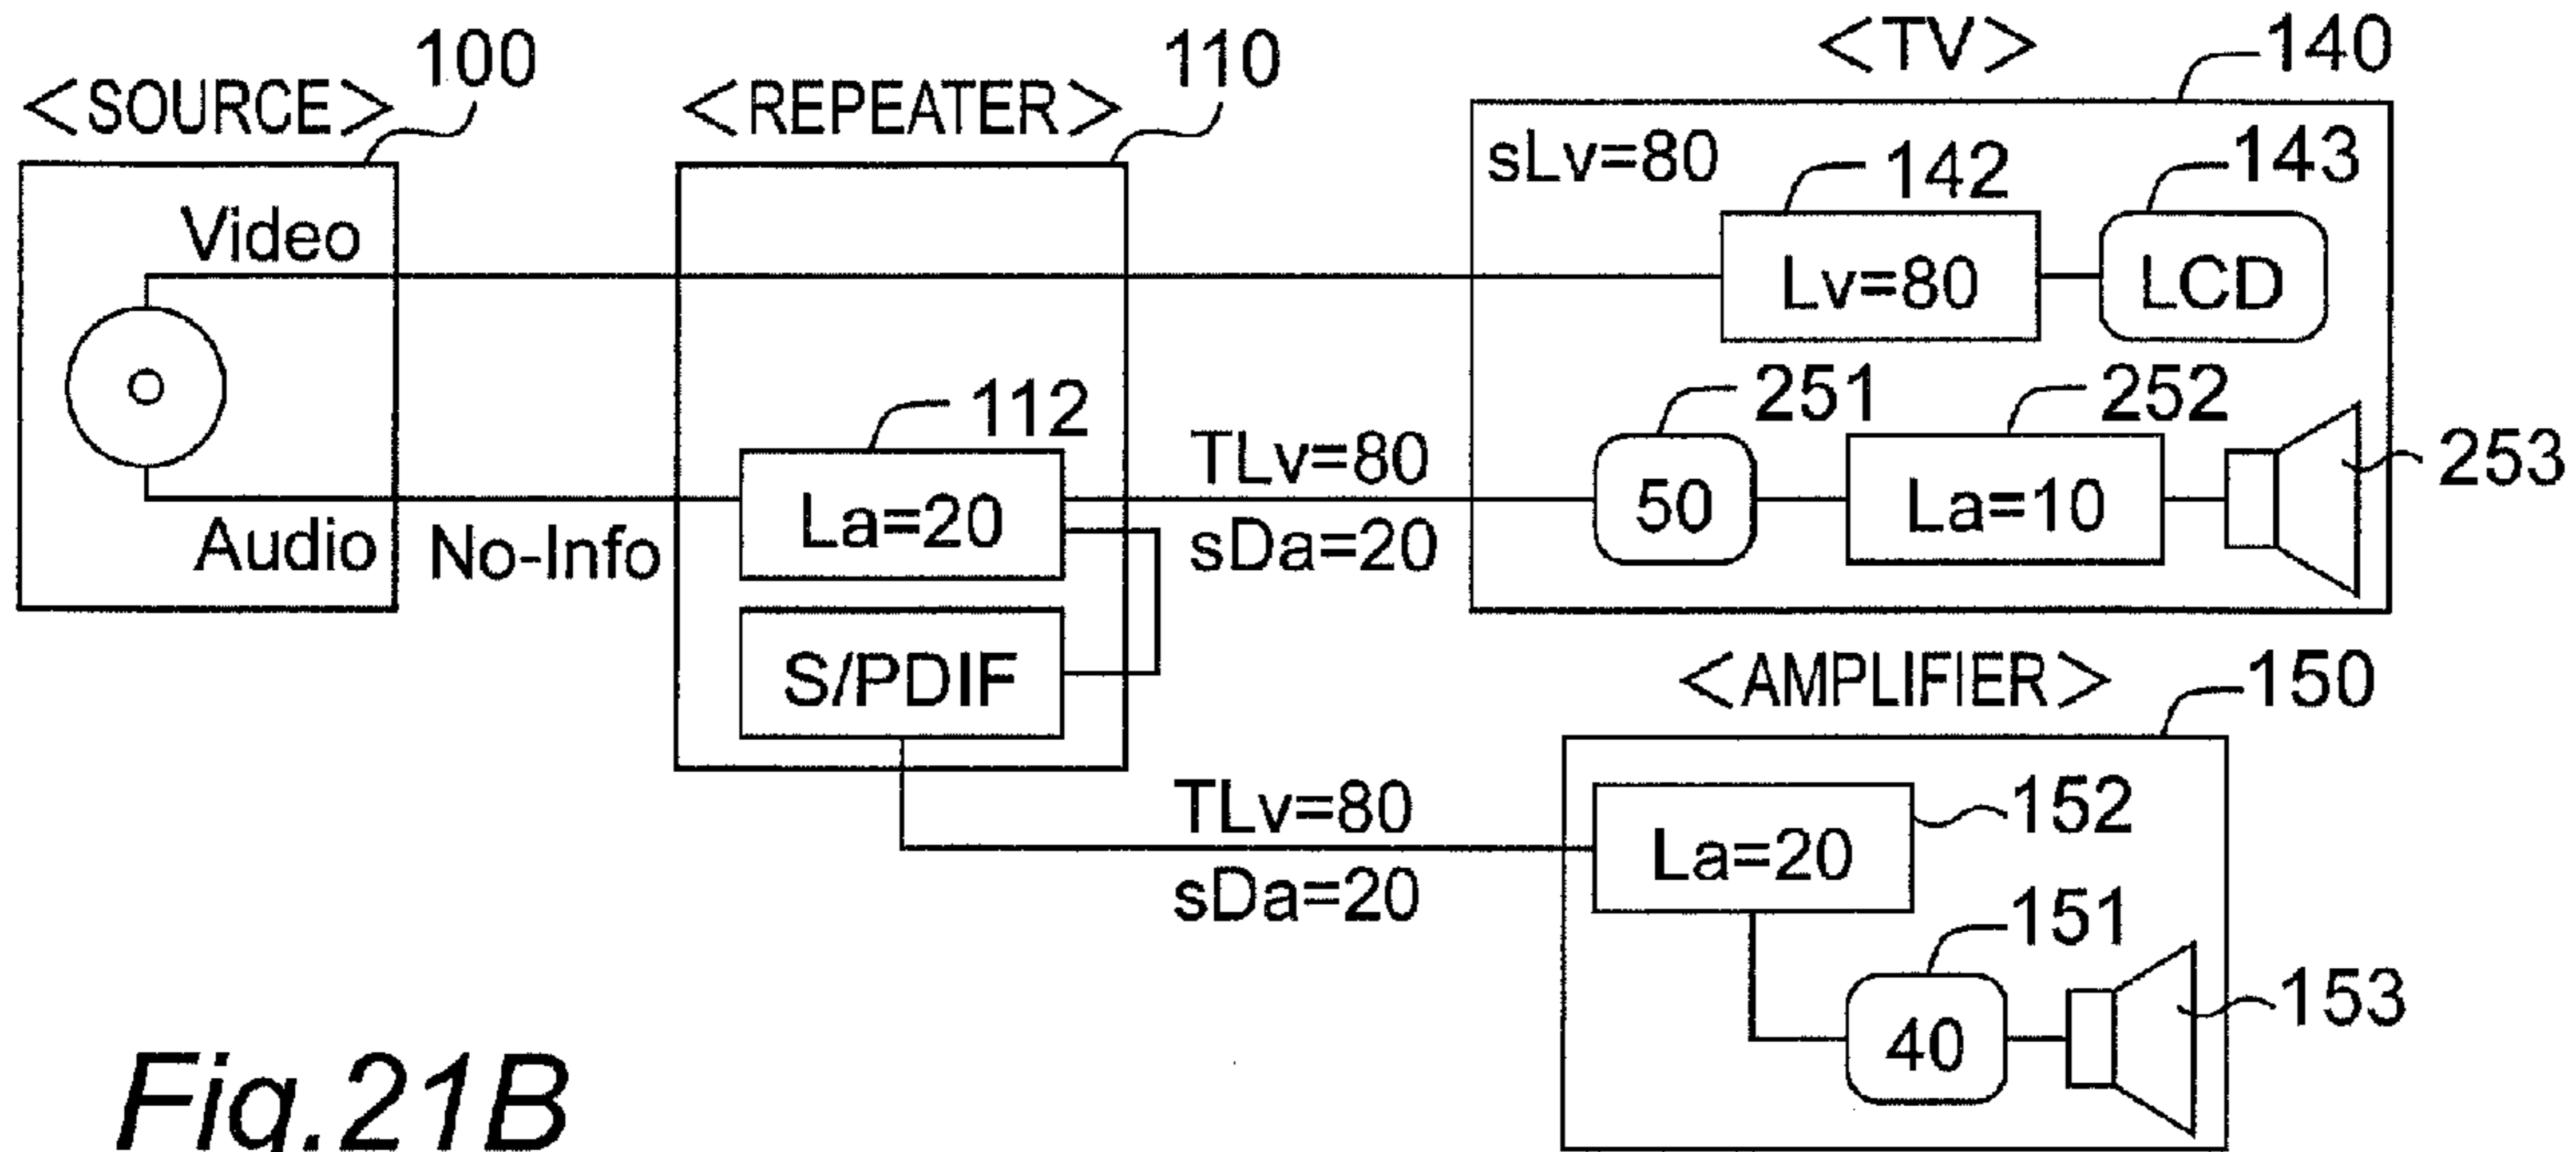 <SOURCE>
100
Video
Audio
No-Info
<REPEATER>
110
112
La=20
S/PDIF
TLv=80
sDa=20
<TV>
140
sLv=80
142
Lv=80
143
LCD
251
50
252
La=10
253
TLv=80
sDa=20
<AMPLIFIER>
150
La=20
152
151
40
153
Fig.21B